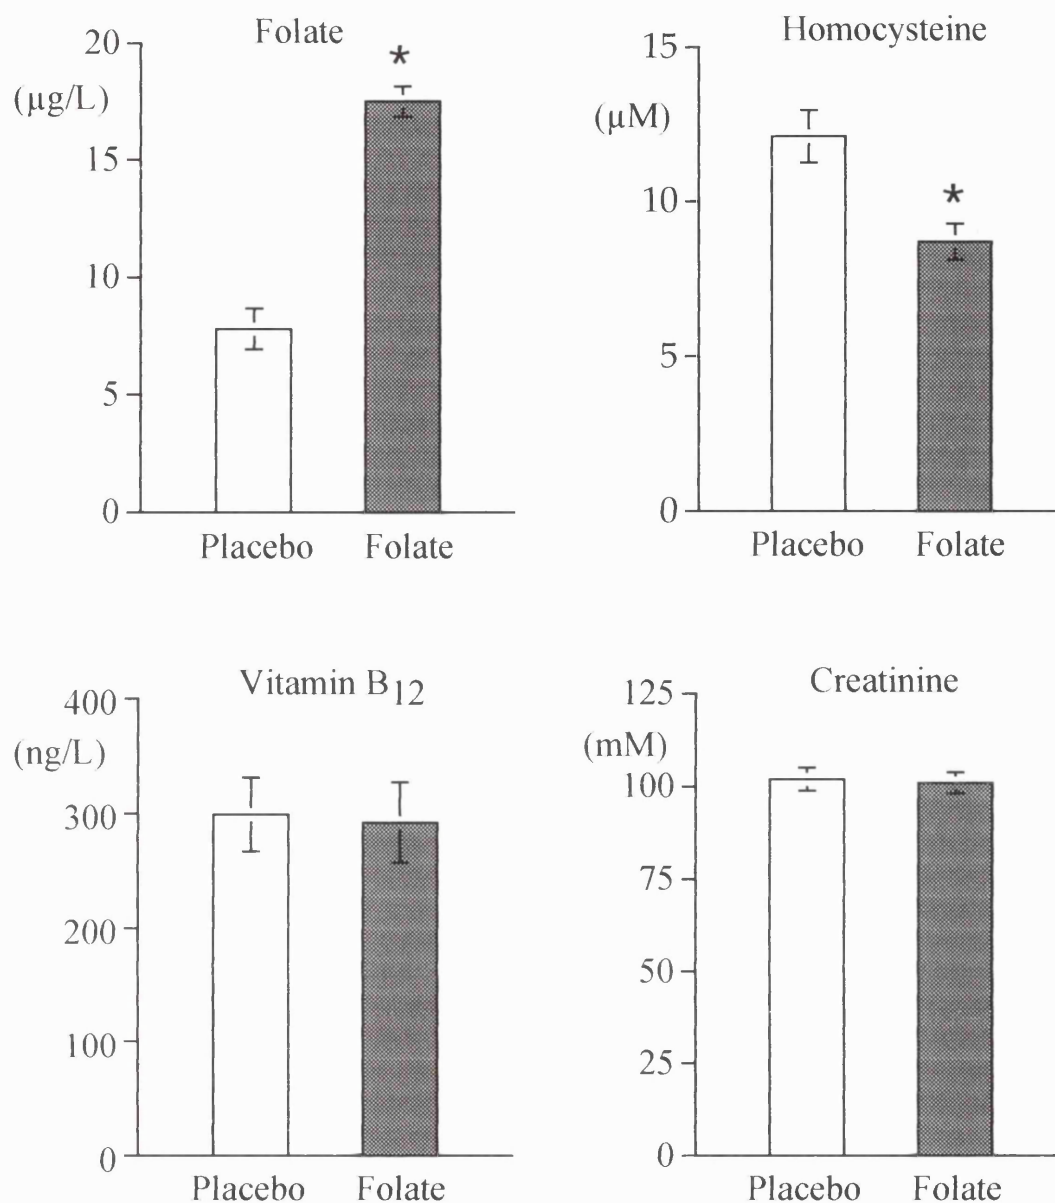 Folate
20
(µg/L)
*
15
10
5
0
Placebo Folate
Homocysteine
15
(µM)
10
*
5
0
Placebo Folate
Vitamin B12
400
(ng/L)
300
200
100
0
Placebo Folate
Creatinine
125
(mM)
100
75
50
25
0
Placebo Folate